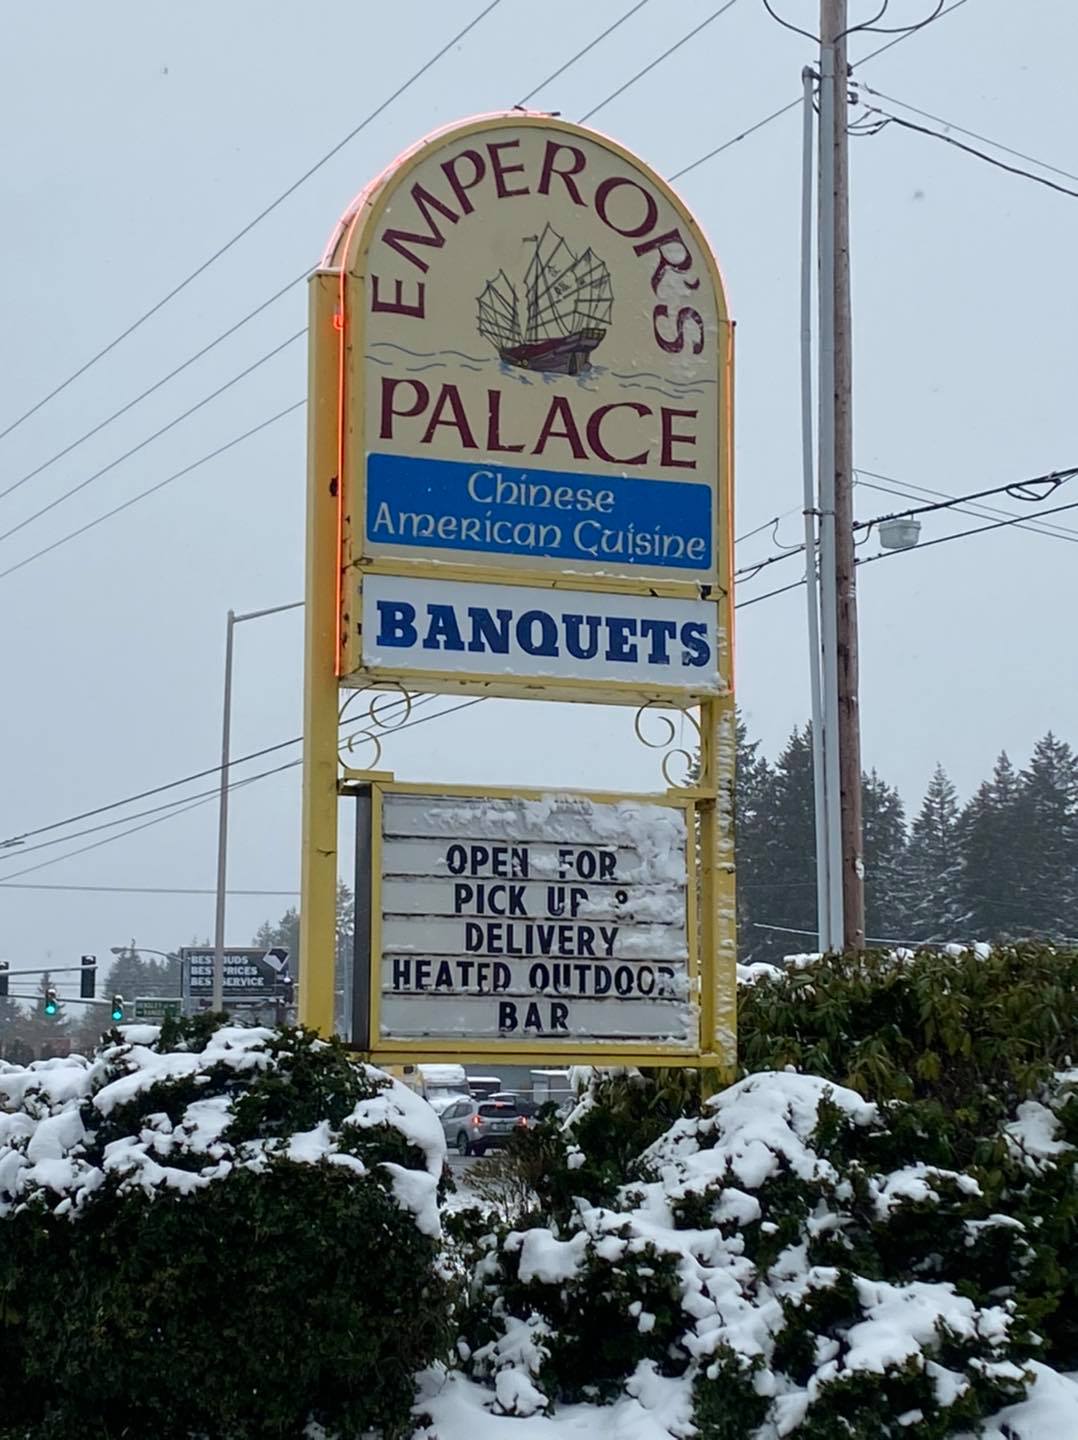 EMPEROR'S
PALACE
Chinese
American Cuisine
BANQUETS
OPEN FOR
PICK UP &
DELIVERY
HEATED OUTDOOR
BAR
BEST BUDS
BEST PRICES
BEST SERVICE